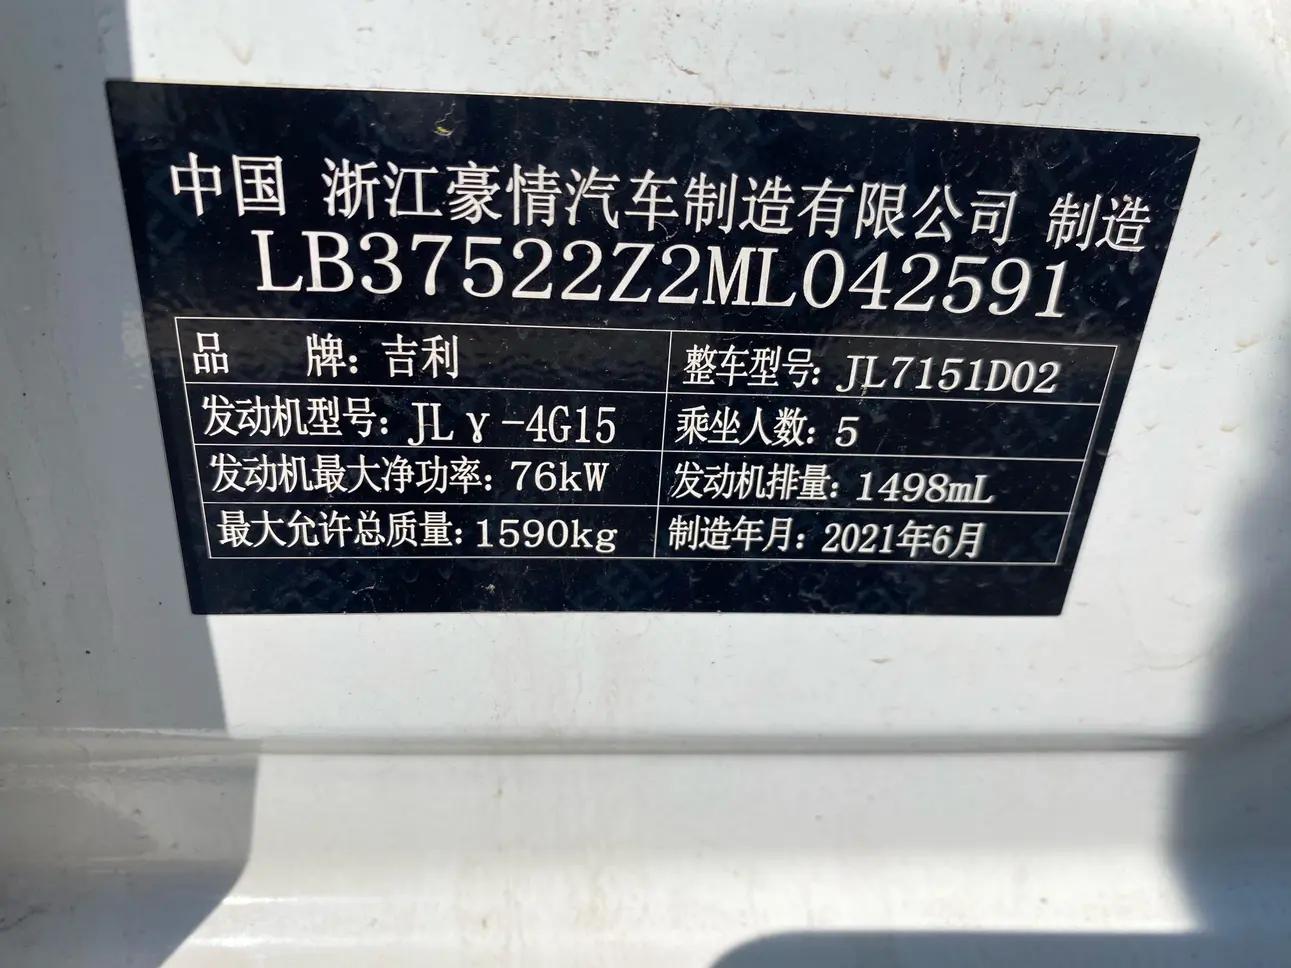 中国 浙江豪情汽车制造有限公司 制造
LB37522Z2ML042591
品 牌：吉利 整车型号：JL7151D02
发动机型号：JLγ-4G15 乘坐人数：5
发动机最大净功率：76kW 发动机排量：1498mL
最大允许总质量：1590kg 制造年月：2021年6月